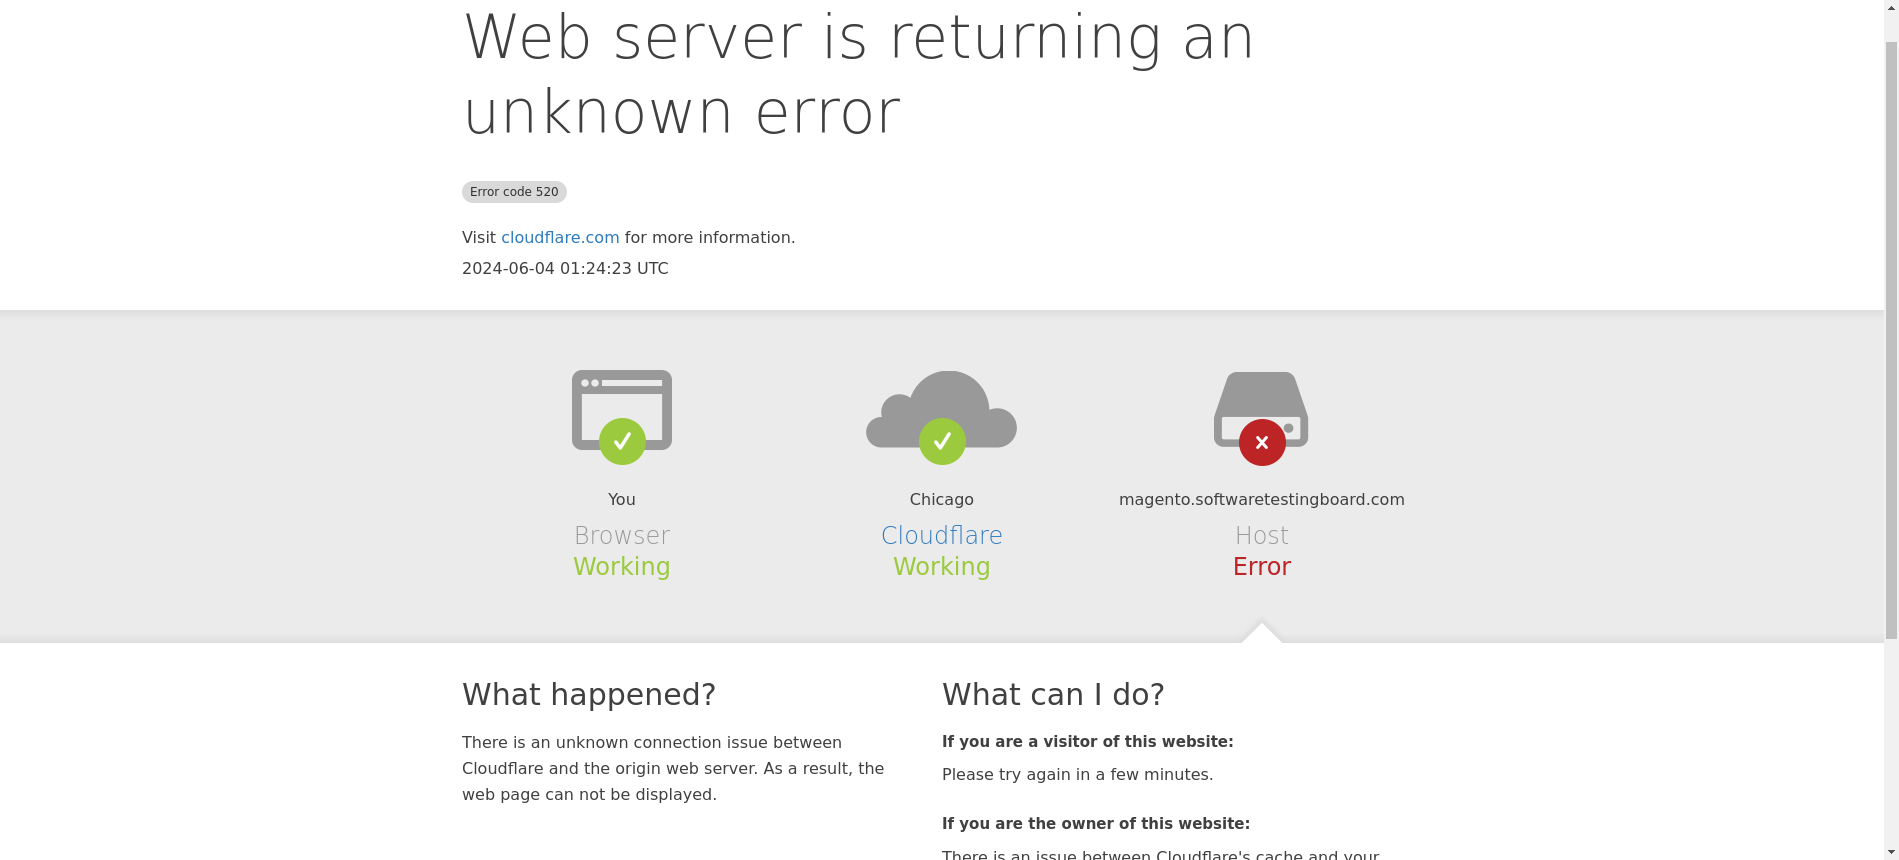 Web server is returning an
unknown error
Error code 520
Visit cloudflare.com for more information.
2024-06-04 01:24:23 UTC
You
Browser
Working
Chicago
Cloudflare
Working
magento.softwaretestingboard.com
Host
Error
What happened?
There is an unknown connection issue between
Cloudflare and the origin web server. As a result, the
web page can not be displayed.
What can I do?
If you are a visitor of this website:
Please try again in a few minutes.
If you are the owner of this website:
There is an issue between Cloudflare's cache and your